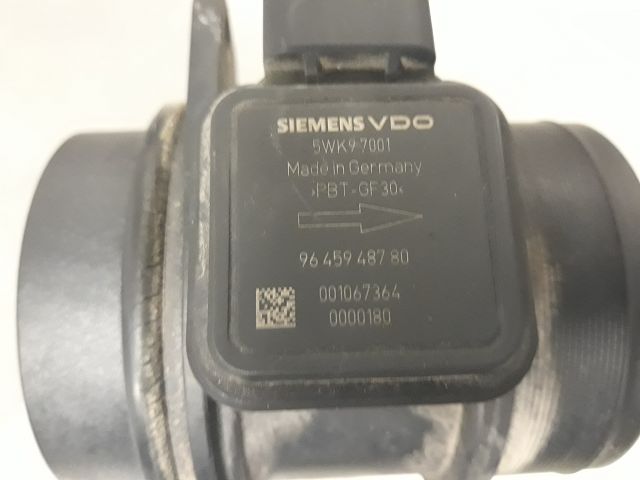 SIEMENS VDO
5WK9 7001
Made in Germany
>PBT-GF30<
96 459 487 80
001067364
0000180